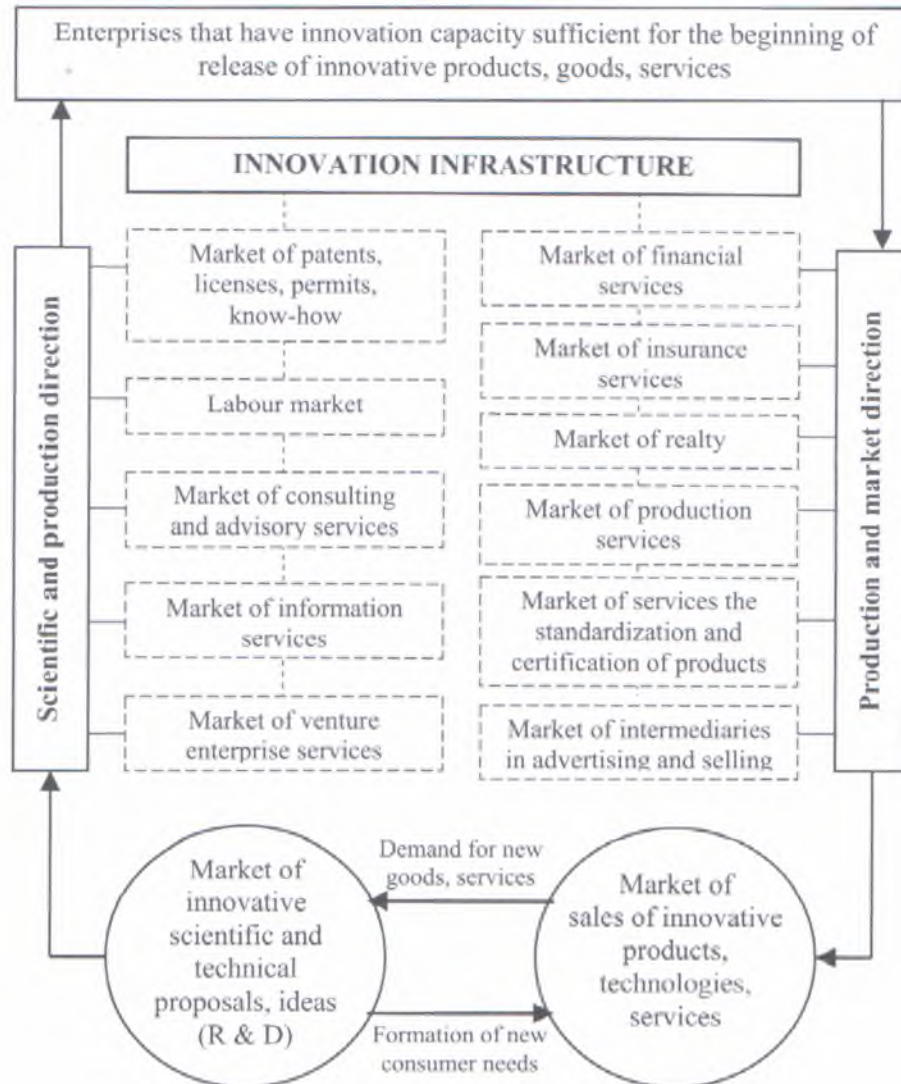 Enterprises that have innovation capacity sufficient for the beginning of
release of innovative products, goods, services
INNOVATION INFRASTRUCTURE
Scientific and production direction
Market of patents,
licenses, permits,
know-how
Labour market
Market of consulting
and advisory services
Market of information
services
Market of venture
enterprise services
Market of financial
services
Market of insurance
services
Market of realty
Market of production
services
Market of services the
standardization and
certification of products
Market of intermediaries
in advertising and selling
Production and market direction
Market of
innovative
scientific and
technical
proposals, ideas
(R & D)
Demand for new
goods, services
Formation of new
consumer needs
Market of
sales of innovative
products,
technologies,
services